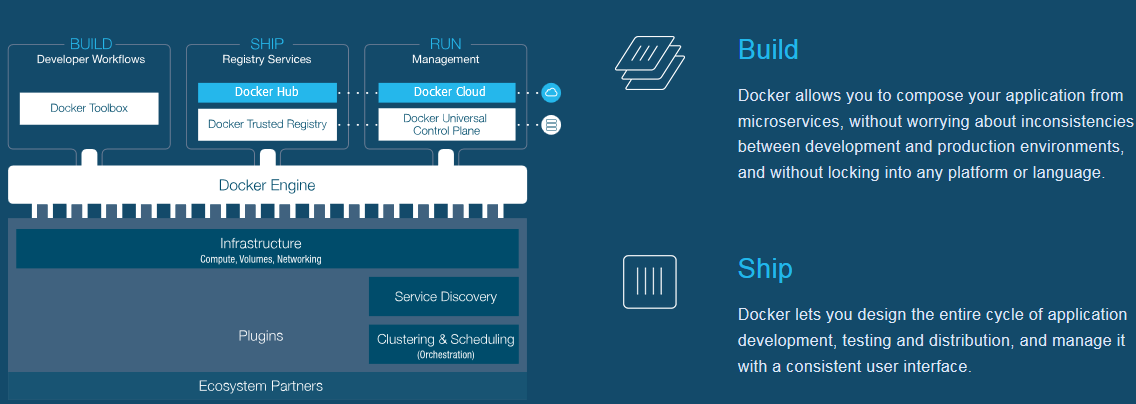 BUILD
Developer Workflows
Docker Toolbox
SHIP
Registry Services
Docker Hub
Docker Trusted Registry
RUN
Management
Docker Cloud
Docker Universal
Control Plane
Docker Engine
Infrastructure
Compute, Volumes, Networking
Service Discovery
Plugins
Clustering & Scheduling
(Orchestration)
Ecosystem Partners
Build
Docker allows you to compose your application from
microservices, without worrying about inconsistencies
between development and production environments,
and without locking into any platform or language.
Ship
Docker lets you design the entire cycle of application
development, testing and distribution, and manage it
with a consistent user interface.